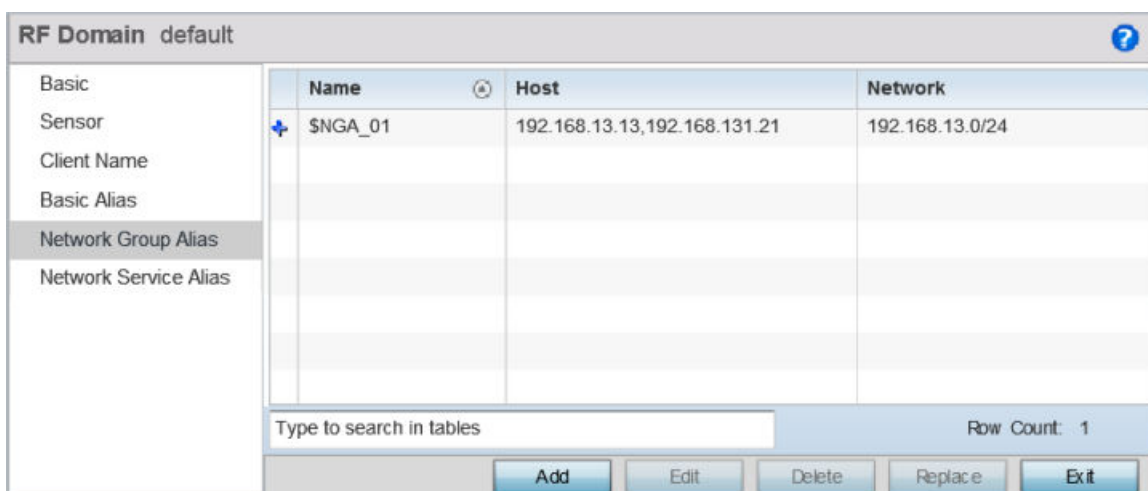 RF Domain default
?
Basic
Sensor
Client Name
Basic Alias
Network Group Alias
Network Service Alias
Name Host Network
$NGA_01 192.168.13.13,192.168.131.21 192.168.13.0/24
Type to search in tables Row Count: 1
Add Edit Delete Replace Exit